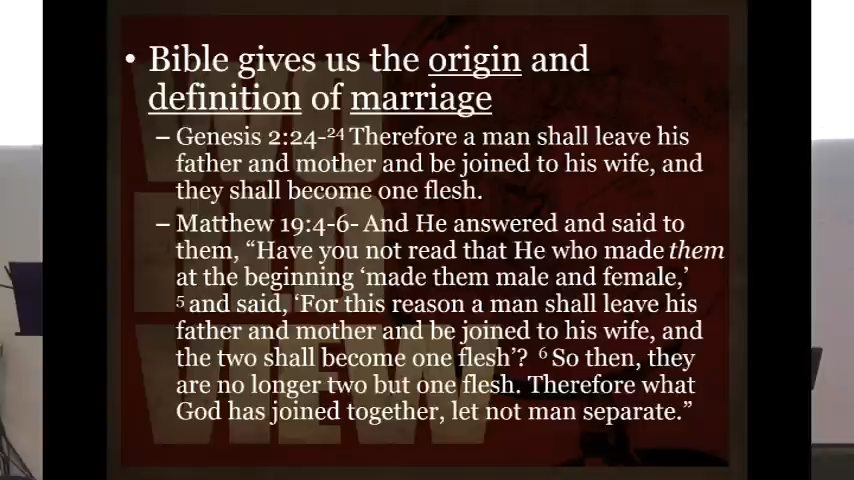 • Bible gives us the origin and
definition of marriage
– Genesis 2:24-24 Therefore a man shall leave his
father and mother and be joined to his wife, and
they shall become one flesh.
– Matthew 19:4-6- And He answered and said to
them, “Have you not read that He who made them
at the beginning ‘made them male and female,’
5 and said, ‘For this reason a man shall leave his
father and mother and be joined to his wife, and
the two shall become one flesh’? 6 So then, they
are no longer two but one flesh. Therefore what
God has joined together, let not man separate.”
WO
RLD
VIEW